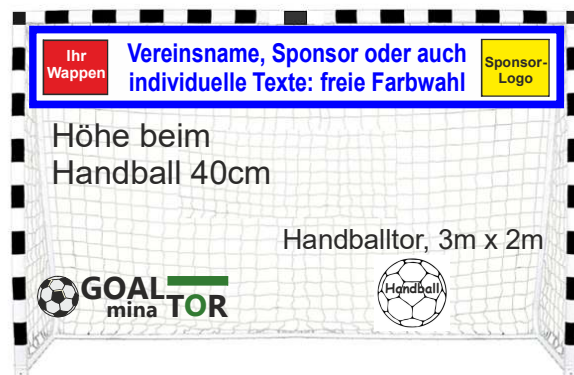 Ihr
Wappen
Vereinsname, Sponsor oder auch
individuelle Texte: freie Farbwahl
Sponsor-
Logo
Höhe beim
Handball 40cm
Handballtor, 3m x 2m
GOAL
mina TOR
Handball